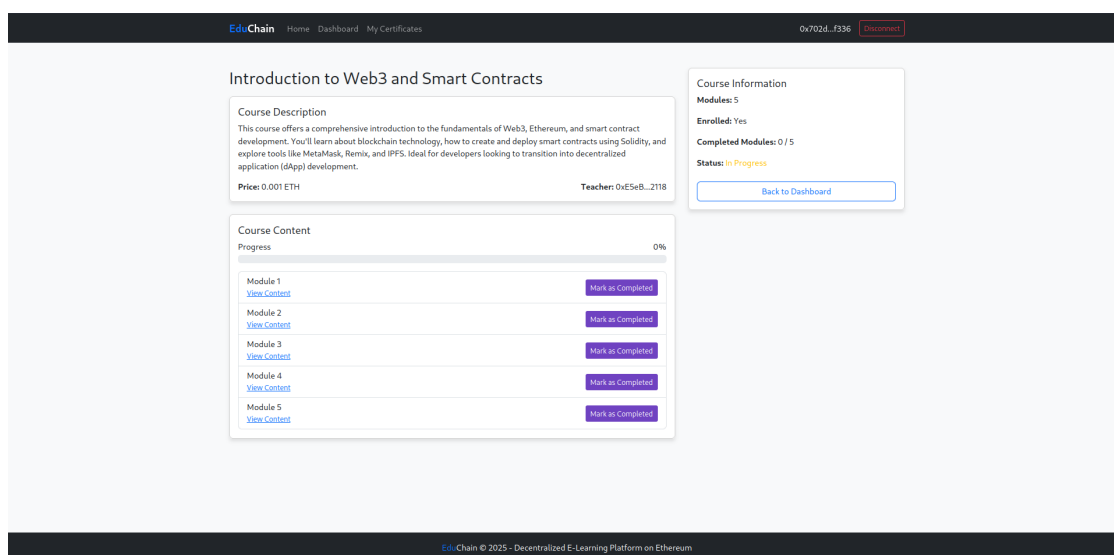 EduChain Home Dashboard My Certificates 0x702d...f336 Disconnect
Introduction to Web3 and Smart Contracts
Course Description
This course offers a comprehensive introduction to the fundamentals of Web3, Ethereum, and smart contract
development. You'll learn about blockchain technology, how to create and deploy smart contracts using Solidity, and
explore tools like MetaMask, Remix, and IPFS. Ideal for developers looking to transition into decentralized
application (dApp) development.
Price: 0.001 ETH Teacher: 0xE5eB...2118
Course Content
Progress 0%
Module 1 Mark as Completed
View Content
Module 2 Mark as Completed
View Content
Module 3 Mark as Completed
View Content
Module 4 Mark as Completed
View Content
Module 5 Mark as Completed
View Content
Course Information
Modules: 5
Enrolled: Yes
Completed Modules: 0 / 5
Status: In Progress
Back to Dashboard
EduChain © 2025 - Decentralized E-Learning Platform on Ethereum